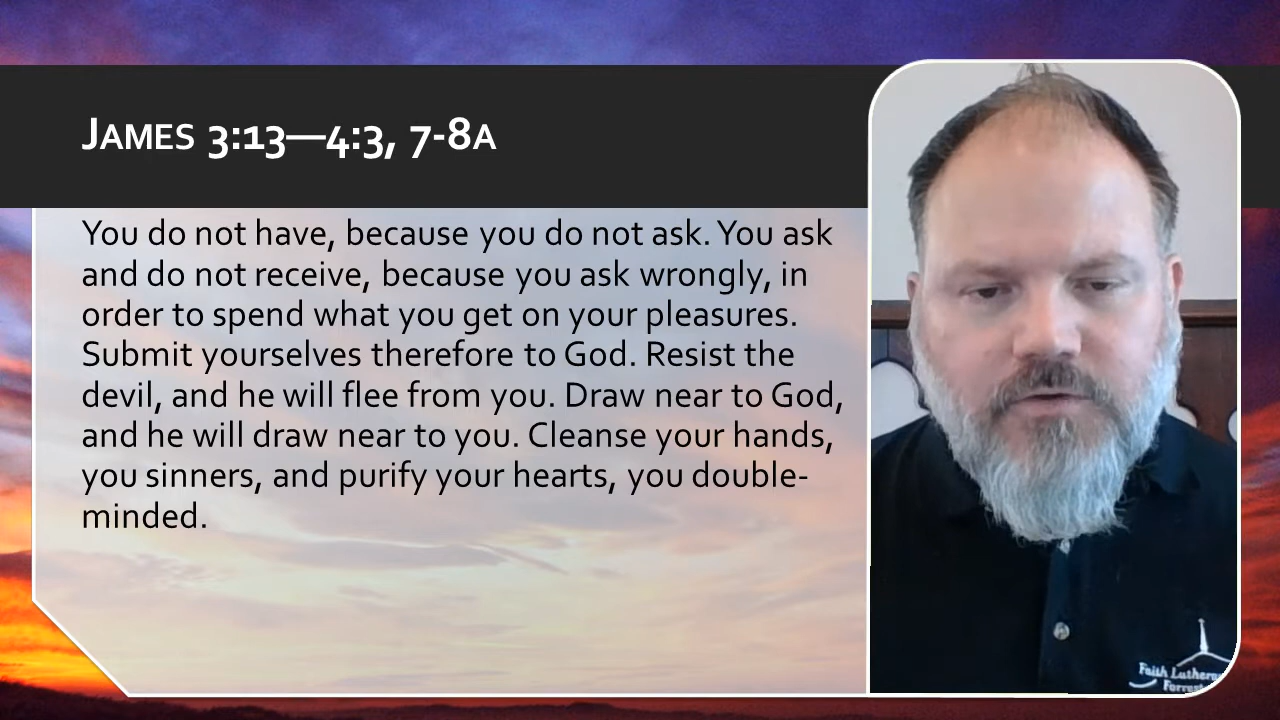 James 3:13—4:3, 7-8a
You do not have, because you do not ask. You ask
and do not receive, because you ask wrongly, in
order to spend what you get on your pleasures.
Submit yourselves therefore to God. Resist the
devil, and he will flee from you. Draw near to God,
and he will draw near to you. Cleanse your hands,
you sinners, and purify your hearts, you double-
minded.
Faith